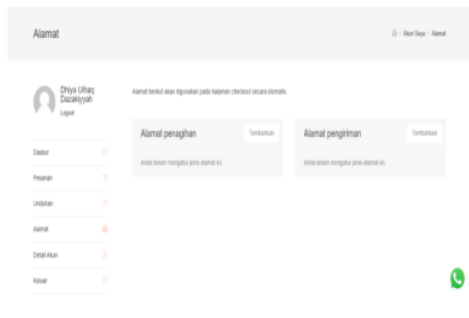 Alamat
Akun Saya - Alamat
Dhiya Ulhaq
Dazakiyyah
Logout
Alamat berikut akan digunakan pada halaman checkout secara otomatis.
Alamat penagihan
Tambahkan
Anda belum mengatur jenis alamat ini.
Alamat pengiriman
Tambahkan
Anda belum mengatur jenis alamat ini.
Dasbor
Pesanan
Unduhan
Alamat
Detail Akun
Keluar